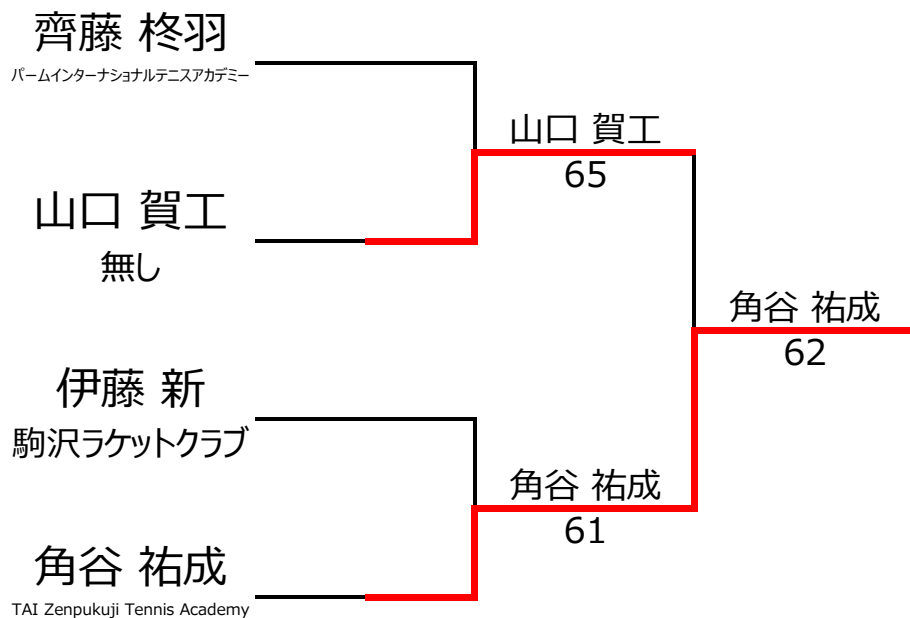 齊藤 柊羽
パームインターナショナルテニスアカデミー
山口 賀工
65
山口 賀工
無し
角谷 祐成
62
伊藤 新
駒沢ラケットクラブ
角谷 祐成
61
角谷 祐成
TAI Zenpukuji Tennis Academy